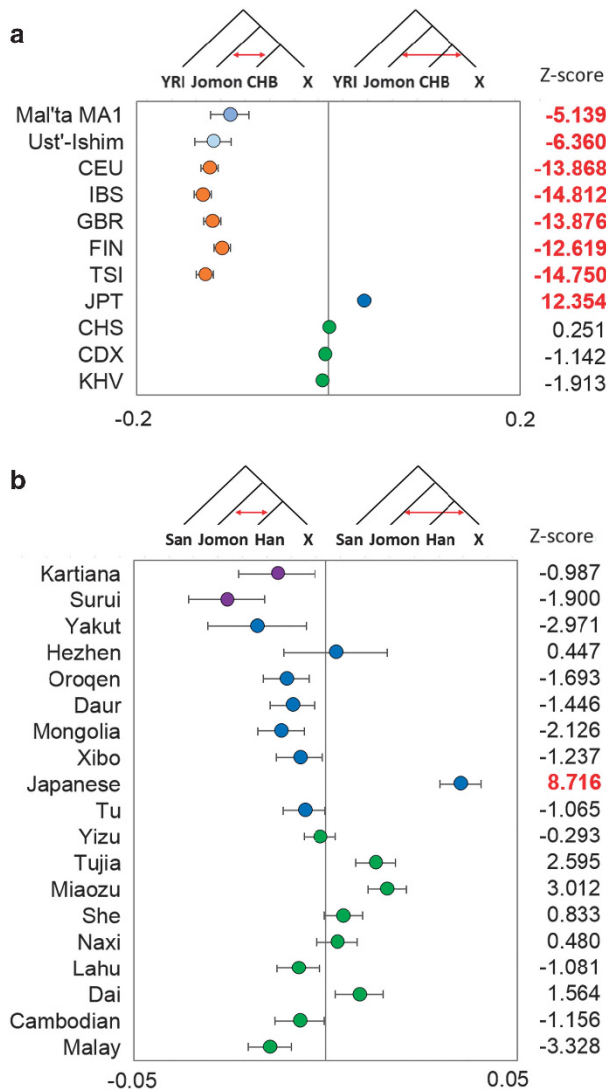 a
YRI Jomon CHB X YRI Jomon CHB X Z-score
Mal'ta MA1 -5.139
Ust'-Ishim -6.360
CEU -13.868
IBS -14.812
GBR -13.876
FIN -12.619
TSI -14.750
JPT 12.354
CHS 0.251
CDX -1.142
KHV -1.913
-0.2 0.2
b
San Jomon Han X San Jomon Han X Z-score
Kartiana -0.987
Surui -1.900
Yakut -2.971
Hezhen 0.447
Oroqen -1.693
Daur -1.446
Mongolia -2.126
Xibo -1.237
Japanese 8.716
Tu -1.065
Yizu -0.293
Tujia 2.595
Miaozu 3.012
She 0.833
Naxi 0.480
Lahu -1.081
Dai 1.564
Cambodian -1.156
Malay -3.328
-0.05 0.05